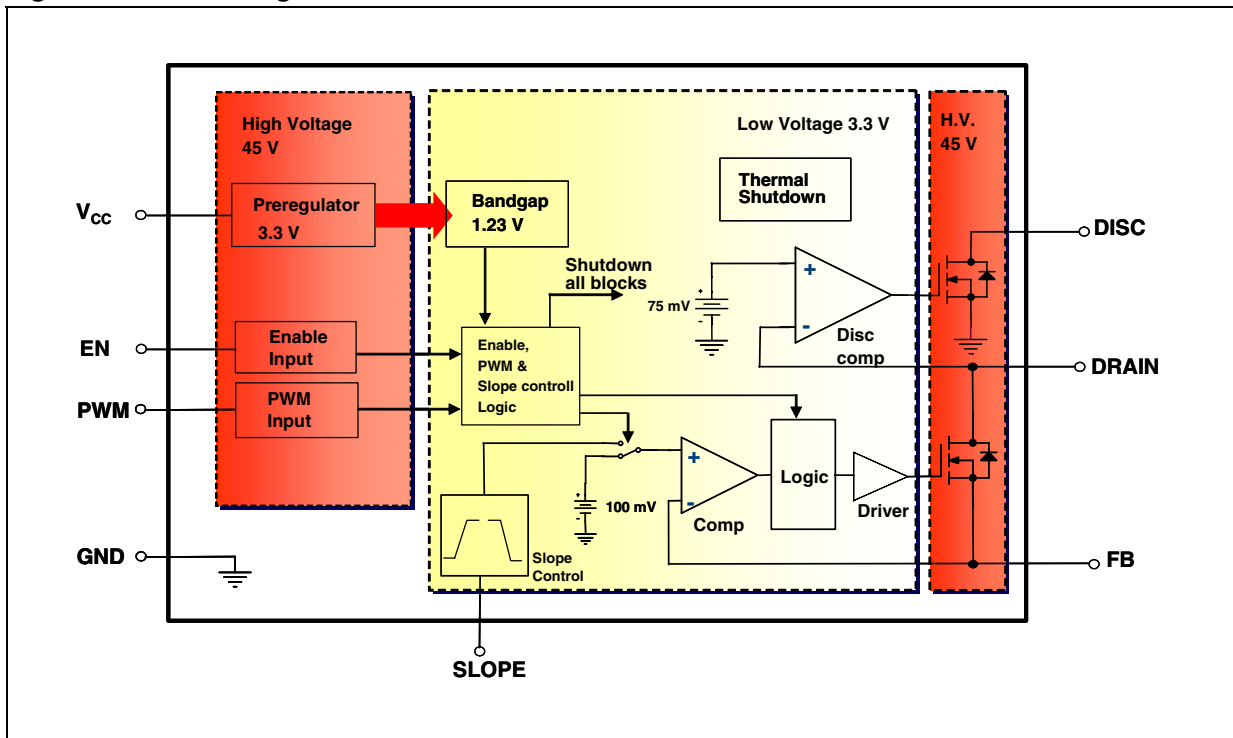 High Voltage
45 V
Low Voltage 3.3 V
H.V.
45 V
Thermal
Shutdown
VCC
Preregulator
3.3 V
Bandgap
1.23 V
DISC
Shutdown
all blocks
75 mV
+
-
+
-
Disc
comp
EN
Enable
Input
Enable,
PWM &
Slope controll
Logic
DRAIN
PWM
PWM
Input
+
-
100 mV
+
-
Comp
Logic
Driver
GND
Slope
Control
FB
SLOPE